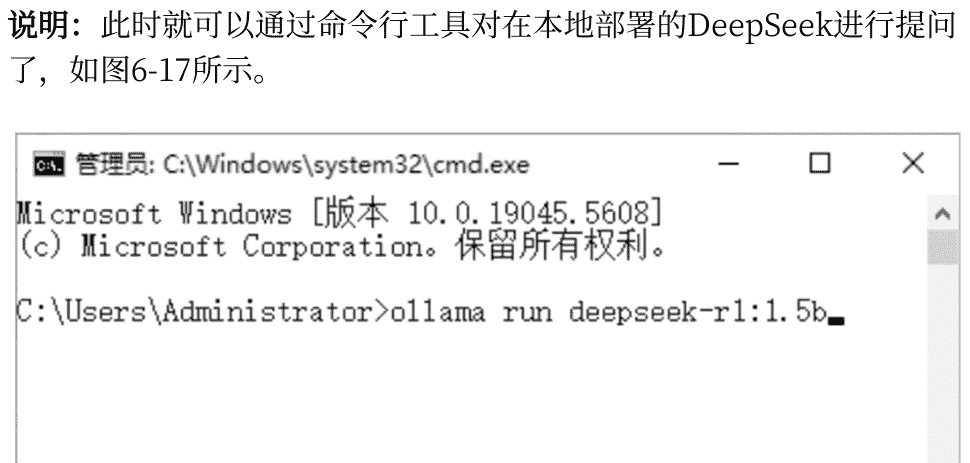 说明：此时就可以通过命令行工具对在本地部署的DeepSeek进行提问
了，如图6-17所示。
管理员: C:\Windows\system32\cmd.exe
Microsoft Windows [版本 10.0.19045.5608]
(c) Microsoft Corporation。保留所有权利。
C:\Users\Administrator>ollama run deepseek-r1:1.5b